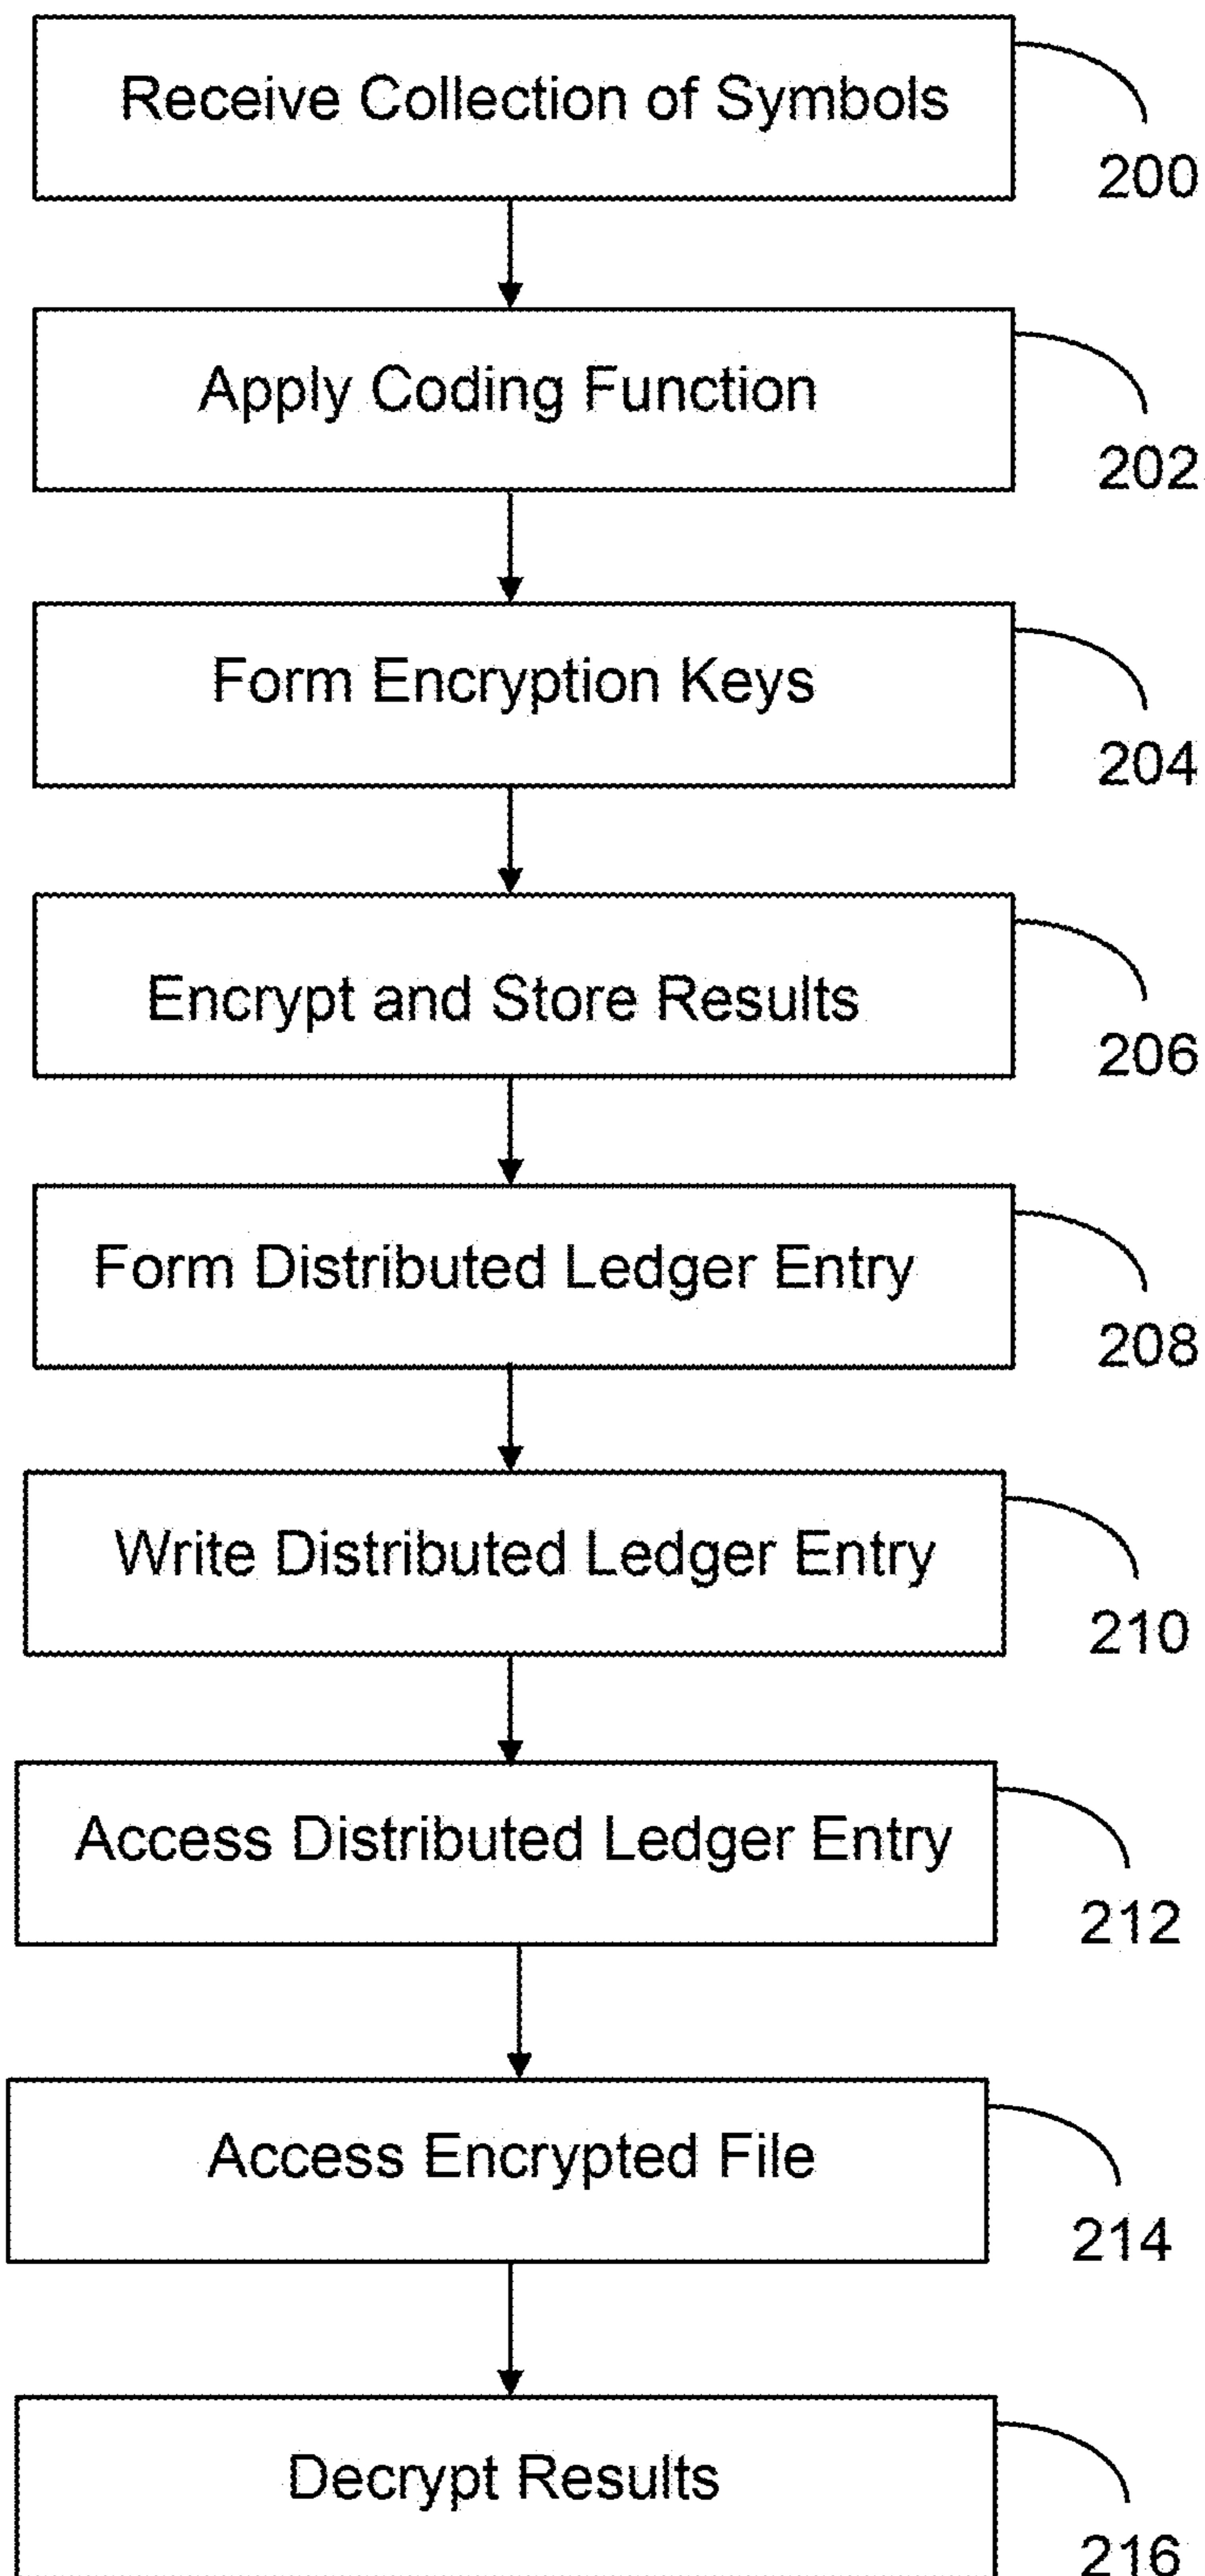 Receive Collection of Symbols
200
Apply Coding Function
202
Form Encryption Keys
204
Encrypt and Store Results
206
Form Distributed Ledger Entry
208
Write Distributed Ledger Entry
210
Access Distributed Ledger Entry
212
Access Encrypted File
214
Decrypt Results
216